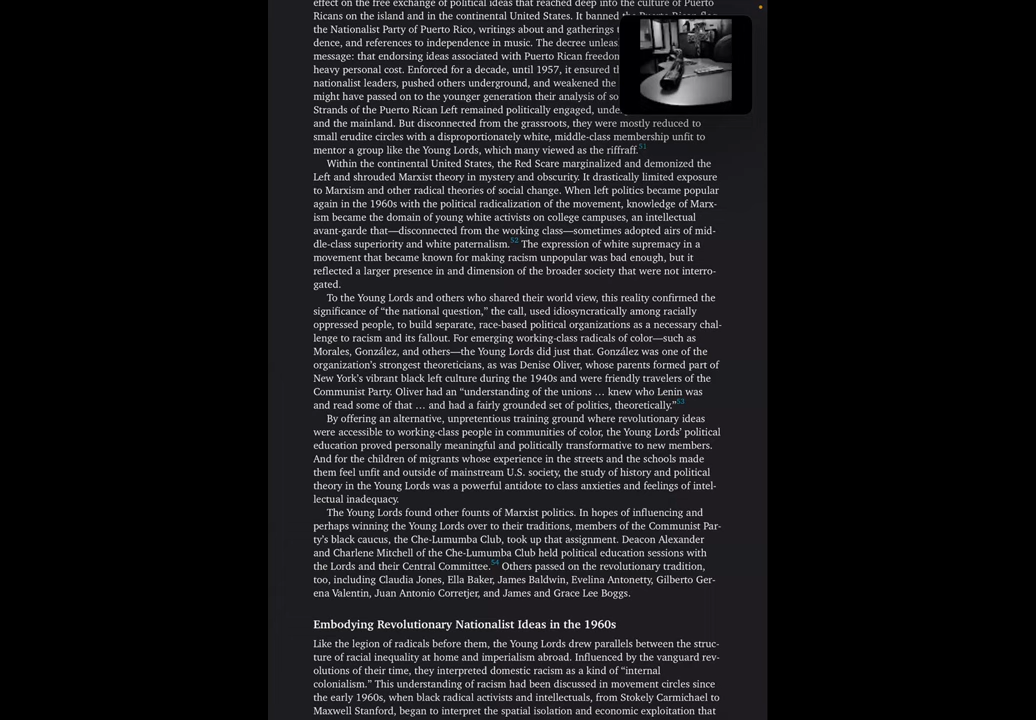 effect on the free exchange of political ideas that reached deep into the culture of Puerto
Ricans on the island and in the continental United States. It banned the Puerto Rican flag
the Nationalist Party of Puerto Rico, writings about and gatherings
dence, and references to independence in music. The decree unleas
message: that endorsing ideas associated with Puerto Rican freedom
heavy personal cost. Enforced for a decade, until 1957, it ensured th
nationalist leaders, pushed others underground, and weakened the
might have passed on to the younger generation their analysis of so
Strands of the Puerto Rican Left remained politically engaged, unde
and the mainland. But disconnected from the grassroots, they were mostly reduced to
small erudite circles with a disproportionately white, middle-class membership unfit to
mentor a group like the Young Lords, which many viewed as the riffraff.51
Within the continental United States, the Red Scare marginalized and demonized the
Left and shrouded Marxist theory in mystery and obscurity. It drastically limited exposure
to Marxism and other radical theories of social change. When left politics became popular
again in the 1960s with the political radicalization of the movement, knowledge of Marx-
ism became the domain of young white activists on college campuses, an intellectual
avant-garde that—disconnected from the working class—sometimes adopted airs of mid-
dle-class superiority and white paternalism.52 The expression of white supremacy in a
movement that became known for making racism unpopular was bad enough, but it
reflected a larger presence in and dimension of the broader society that were not interro-
gated.
To the Young Lords and others who shared their world view, this reality confirmed the
significance of “the national question,” the call, used idiosyncratically among racially
oppressed people, to build separate, race-based political organizations as a necessary chal-
lenge to racism and its fallout. For emerging working-class radicals of color—such as
Morales, González, and others—the Young Lords did just that. González was one of the
organization’s strongest theoreticians, as was Denise Oliver, whose parents formed part of
New York’s vibrant black left culture during the 1940s and were friendly travelers of the
Communist Party. Oliver had an “understanding of the unions … knew who Lenin was
and read some of that … and had a fairly grounded set of politics, theoretically.”53
By offering an alternative, unpretentious training ground where revolutionary ideas
were accessible to working-class people in communities of color, the Young Lords’ political
education proved personally meaningful and politically transformative to new members.
And for the children of migrants whose experience in the streets and the schools made
them feel unfit and outside of mainstream U.S. society, the study of history and political
theory in the Young Lords was a powerful antidote to class anxieties and feelings of intel-
lectual inadequacy.
The Young Lords found other founts of Marxist politics. In hopes of influencing and
perhaps winning the Young Lords over to their traditions, members of the Communist Par-
ty’s black caucus, the Che-Lumumba Club, took up that assignment. Deacon Alexander
and Charlene Mitchell of the Che-Lumumba Club held political education sessions with
the Lords and their Central Committee.54 Others passed on the revolutionary tradition,
too, including Claudia Jones, Ella Baker, James Baldwin, Evelina Antonetty, Gilberto Ger-
ena Valentin, Juan Antonio Corretjer, and James and Grace Lee Boggs.
Embodying Revolutionary Nationalist Ideas in the 1960s
Like the legion of radicals before them, the Young Lords drew parallels between the struc-
ture of racial inequality at home and imperialism abroad. Influenced by the vanguard rev-
olutions of their time, they interpreted domestic racism as a kind of “internal
colonialism.” This understanding of racism had been discussed in movement circles since
the early 1960s, when black radical activists and intellectuals, from Stokely Carmichael to
Maxwell Stanford, began to interpret the spatial isolation and economic exploitation that